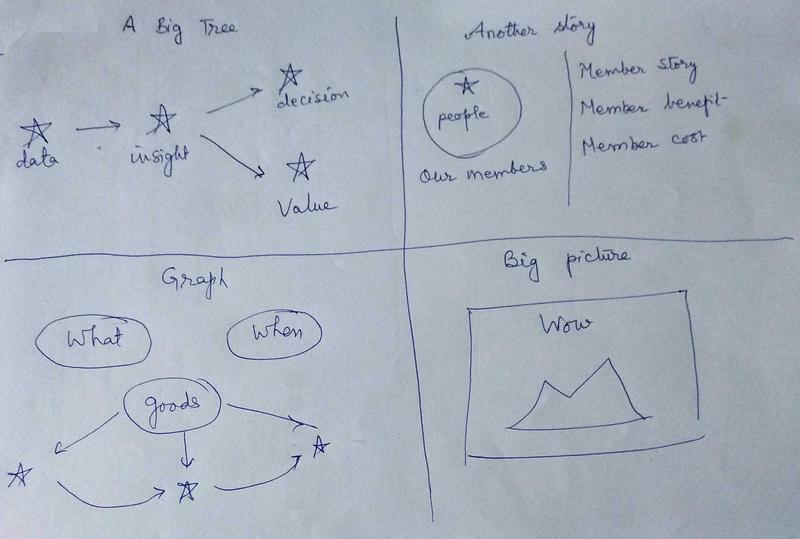 A Big Tree
data
insight
decision
Value
Another story
people
Our members
Member story
Member benefit
Member cost
Graph
What
When
goods
Big picture
Wow